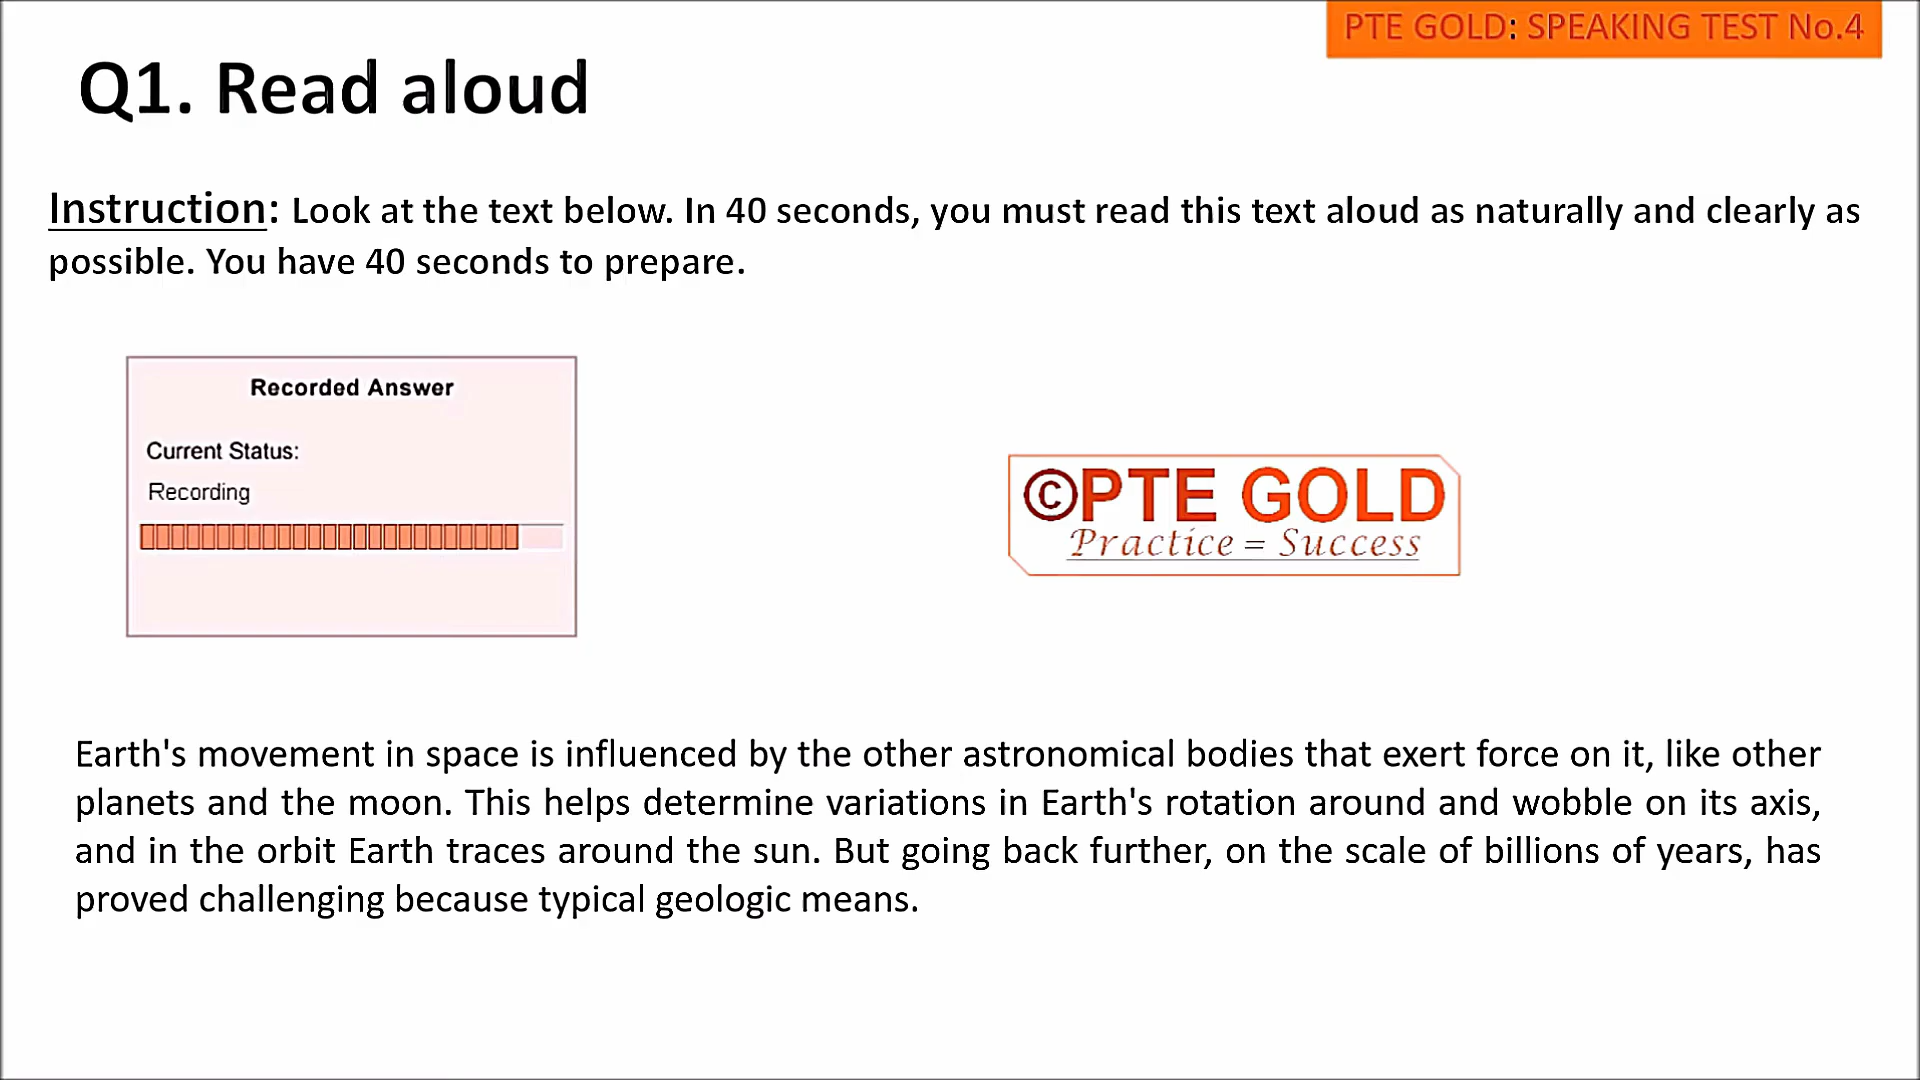 PTE GOLD: SPEAKING TEST No.4
Q1. Read aloud
Instruction: Look at the text below. In 40 seconds, you must read this text aloud as naturally and clearly as
possible. You have 40 seconds to prepare.
Recorded Answer
Current Status:
Recording
©PTE GOLD
Practice = Success
Earth's movement in space is influenced by the other astronomical bodies that exert force on it, like other
planets and the moon. This helps determine variations in Earth's rotation around and wobble on its axis,
and in the orbit Earth traces around the sun. But going back further, on the scale of billions of years, has
proved challenging because typical geologic means.